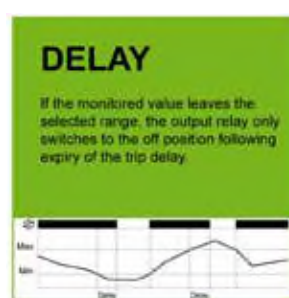 DELAY
If the monitored value leaves the
selected range, the output relay only
switches to the off position following
expiry of the trip delay.
Max
Min
Delay Delay